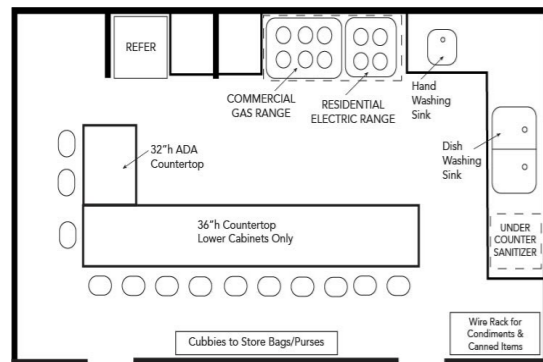 REFER
COMMERCIAL
GAS RANGE
RESIDENTIAL
ELECTRIC RANGE
Hand
Washing
Sink
32"h ADA
Countertop
Dish
Washing
Sink
36"h Countertop
Lower Cabinets Only
UNDER
COUNTER
SANITIZER
Cubbies to Store Bags/Purses
Wire Rack for
Condiments &
Canned Items